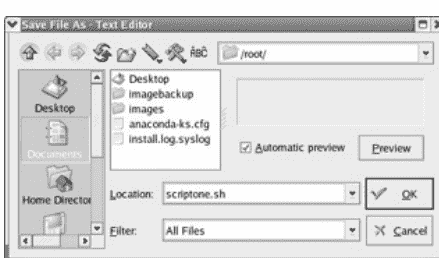 Save File As - Text Editor
ABC
/root/
Desktop
Documents
Home Director
Desktop
imagebackup
images
anaconda-ks.cfg
install.log.syslog
Automatic preview
Preview
Location:
scriptone.sh
OK
Filter:
All Files
Cancel